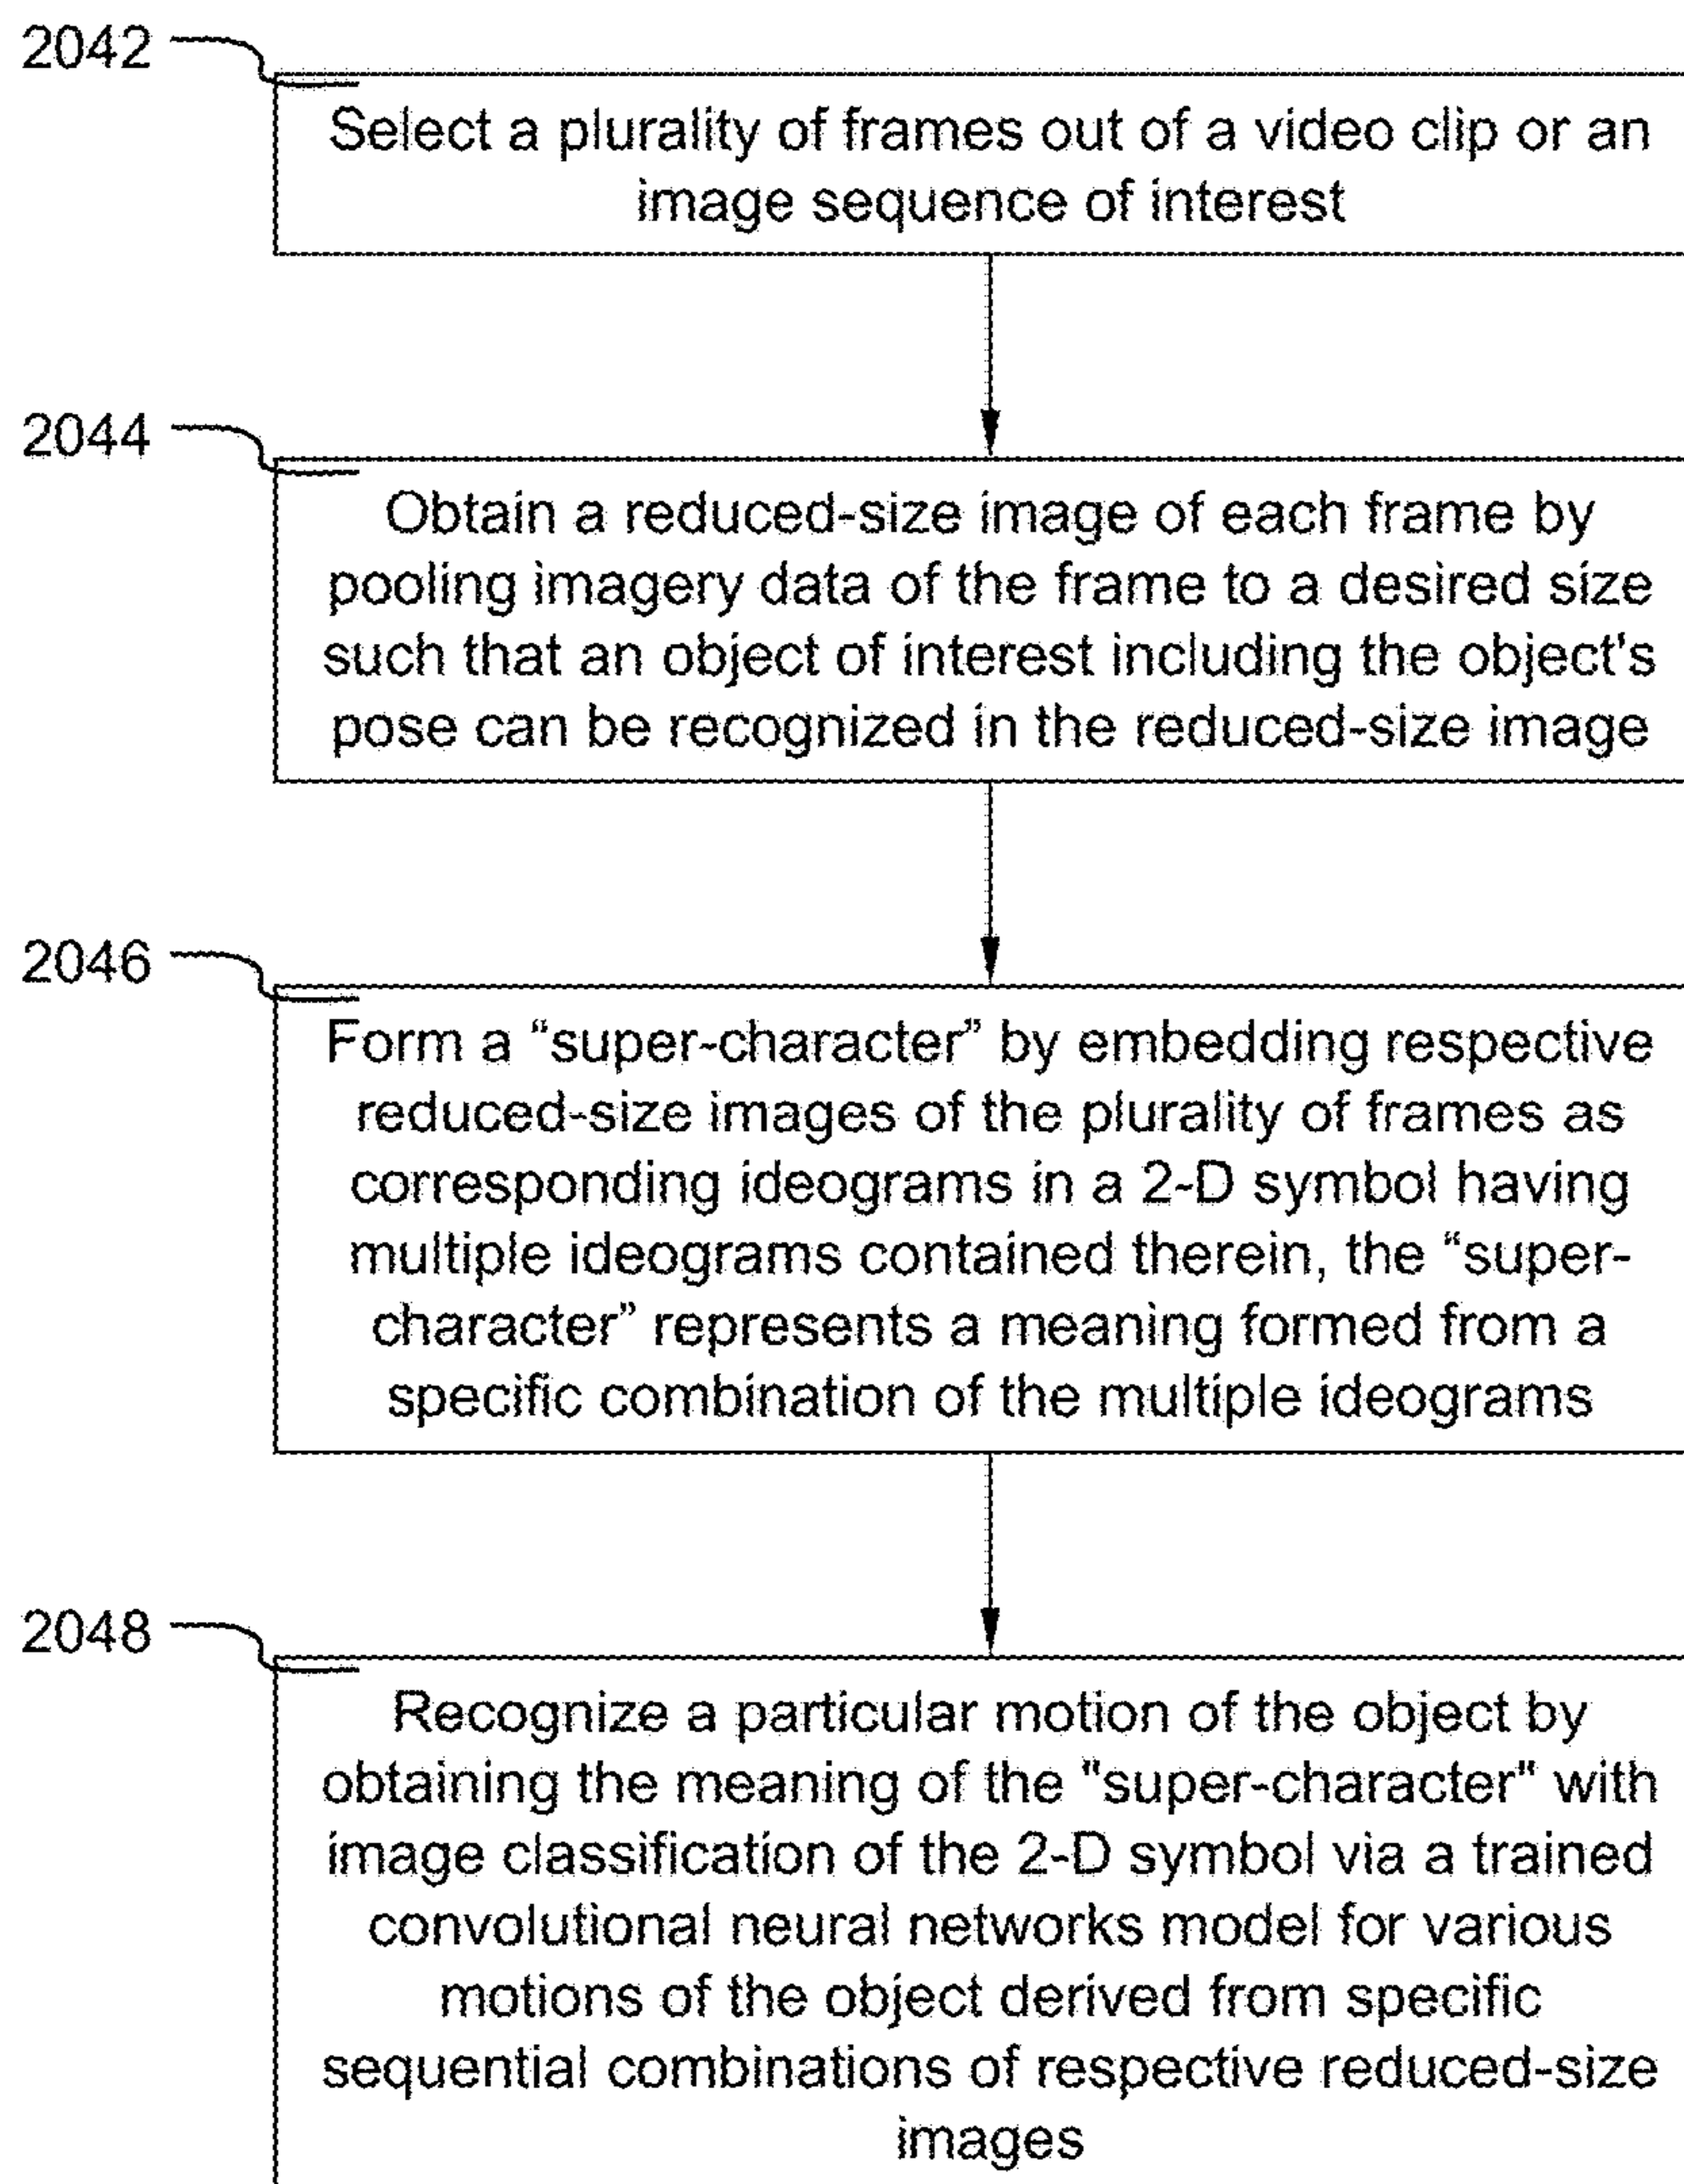 2042
Select a plurality of frames out of a video clip or an
image sequence of interest
2044
Obtain a reduced-size image of each frame by
pooling imagery data of the frame to a desired size
such that an object of interest including the object's
pose can be recognized in the reduced-size image
2046
Form a “super-character” by embedding respective
reduced-size images of the plurality of frames as
corresponding ideograms in a 2-D symbol having
multiple ideograms contained therein, the “super-
character” represents a meaning formed from a
specific combination of the multiple ideograms
2048
Recognize a particular motion of the object by
obtaining the meaning of the "super-character" with
image classification of the 2-D symbol via a trained
convolutional neural networks model for various
motions of the object derived from specific
sequential combinations of respective reduced-size
images